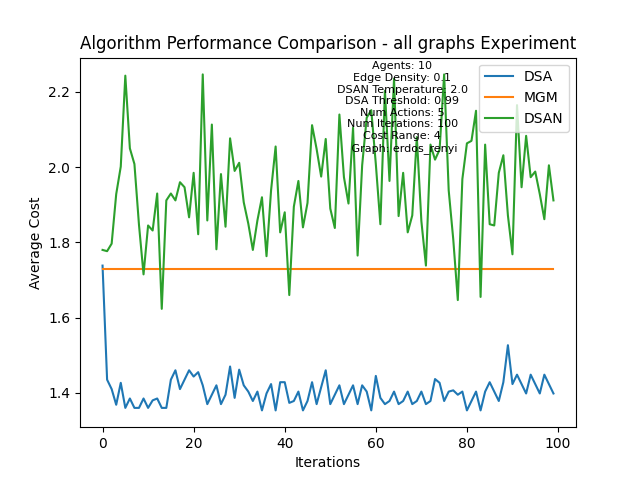 Algorithm Performance Comparison - all graphs Experiment
Agents: 10
Edge Density: 0.1
DSAN Temperature: 2.0
DSA Threshold: 0.99
Num Actions: 5
Num Iterations: 100
Cost Range: 4
Graph: erdos_renyi
DSA
MGM
DSAN
Average Cost
2.2
2.0
1.8
1.6
1.4
0
20
40
60
80
100
Iterations